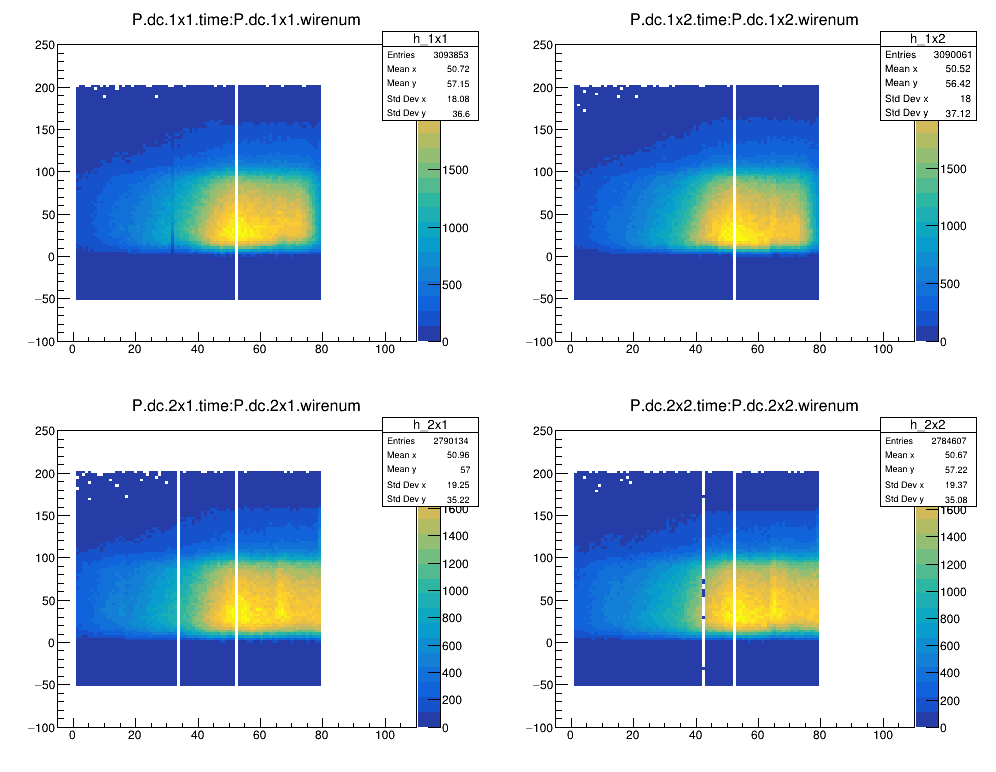 P.dc.1x1.time:P.dc.1x1.wirenum
h_1x1
Entries 3093853
Mean x 50.72
Mean y 57.15
Std Dev x 18.08
Std Dev y 36.6
250
200
150
100
50
0
−50
−100
0 20 40 60 80 100
1500
1000
500
0
P.dc.1x2.time:P.dc.1x2.wirenum
h_1x2
Entries 3090061
Mean x 50.52
Mean y 56.42
Std Dev x 18
Std Dev y 37.12
250
200
150
100
50
0
−50
−100
0 20 40 60 80 100
1500
1000
500
0
P.dc.2x1.time:P.dc.2x1.wirenum
h_2x1
Entries 2790134
Mean x 50.96
Mean y 57
Std Dev x 19.25
Std Dev y 35.22
250
200
150
100
50
0
−50
−100
0 20 40 60 80 100
1600
1400
1200
1000
800
600
400
200
0
P.dc.2x2.time:P.dc.2x2.wirenum
h_2x2
Entries 2784607
Mean x 50.67
Mean y 57.22
Std Dev x 19.37
Std Dev y 35.08
250
200
150
100
50
0
−50
−100
0 20 40 60 80 100
1600
1400
1200
1000
800
600
400
200
0